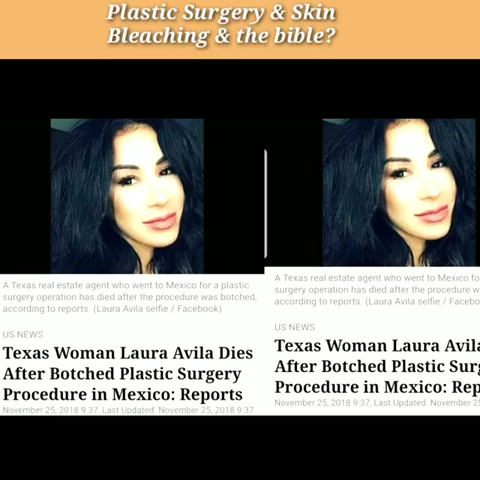 Plastic Surgery & Skin
Bleaching & the bible?
A Texas real estate agent who went to Mexico for a plastic
surgery operation has died after the procedure was botched,
according to reports. (Laura Avila selfie / Facebook)
US NEWS
Texas Woman Laura Avila Dies
After Botched Plastic Surgery
Procedure in Mexico: Reports
November 25, 2018 9:37, Last Updated: November 25, 2018 9:37
A Texas real estate agent who went to Mexico fo
surgery operation has died after the procedure w
according to reports. (Laura Avila selfie / Facebo
US NEWS
Texas Woman Laura Avila
After Botched Plastic Surg
Procedure in Mexico: Rep
November 25, 2018 9:37, Last Updated: November 25